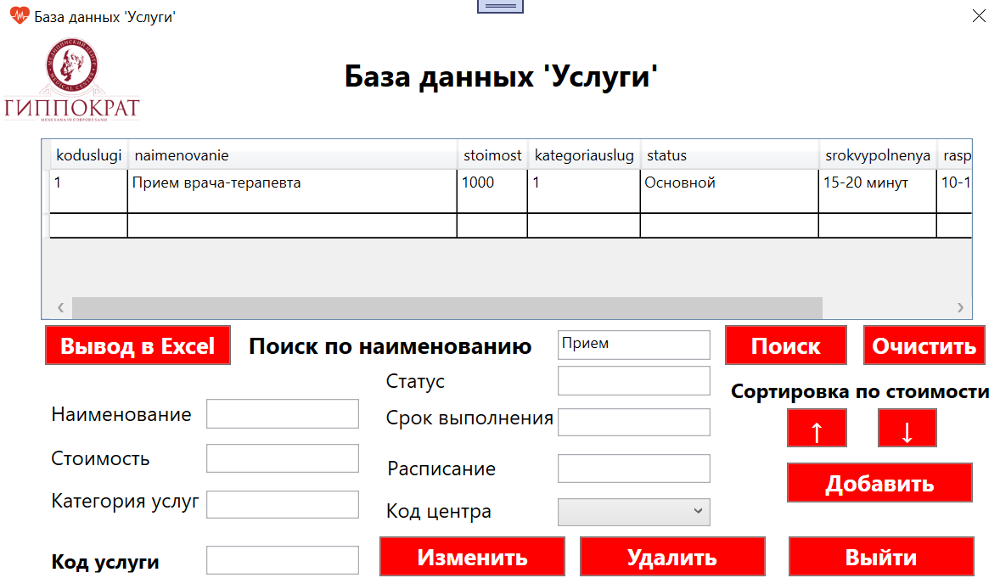 База данных 'Услуги'
МЕДИЦИНСКИЙ ЦЕНТР
MEDICAL CENTER
ГИППОКРАТ
MENS SANA IN CORPORE SANO
База данных 'Услуги'
koduslugi naimenovanie stoimost kategoriauslug status srokvypolnenya rasp
1 Прием врача-терапевта 1000 1 Основной 15-20 минут 10-1
Вывод в Excel Поиск по наименованию Прием Поиск Очистить
Статус
Сортировка по стоимости
Наименование Срок выполнения
↑ ↓
Стоимость Расписание
Добавить
Категория услуг Код центра
Код услуги Изменить Удалить Выйти